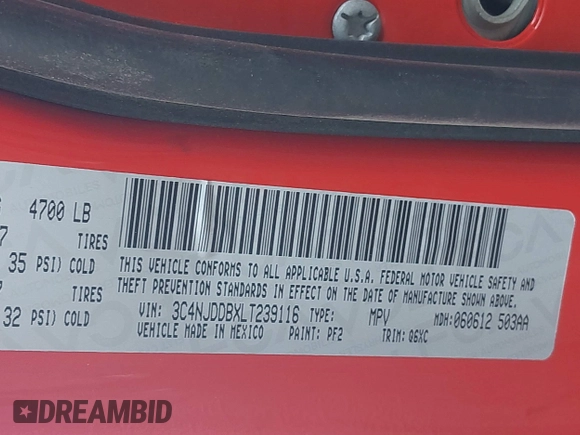 4700 LB
TIRES
35 PSI) COLD
TIRES
32 PSI) COLD
THIS VEHICLE CONFORMS TO ALL APPLICABLE U.S.A. FEDERAL MOTOR VEHICLE SAFETY AND
THEFT PREVENTION STANDARDS IN EFFECT ON THE DATE OF MANUFACTURE SHOWN ABOVE.
VIN: 3C4NJDDBXLT239116 TYPE: MPV MDH:060612 503AA
VEHICLE MADE IN MEXICO PAINT: PF2 TRIM: Q6XC
DREAMBID